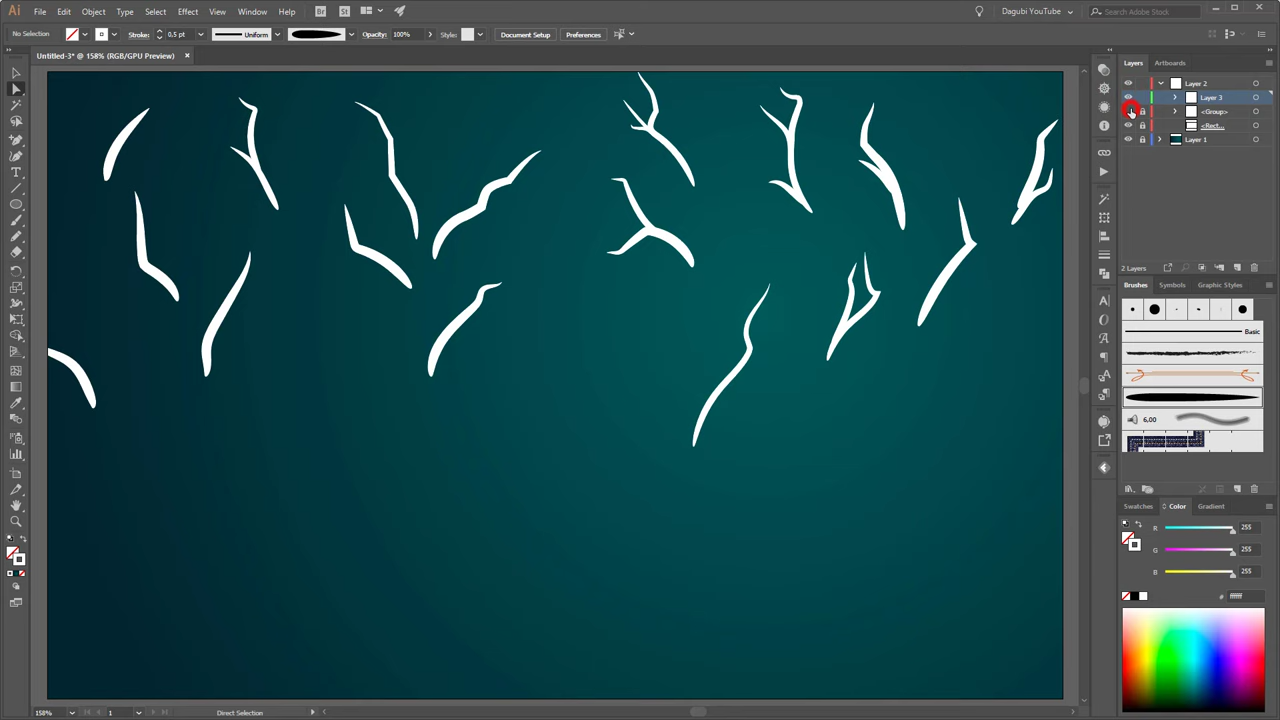 Ai File Edit Object Type Select Effect View Window Help Br St Dagubi YouTube Search Adobe Stock
No Selection Stroke: 0,5 pt Uniform Opacity: 100% Style: Document Setup Preferences
Untitled-3* @ 158% (RGB/GPU Preview) ×
Layers Artboards
Layer 2
Layer 3
<Group>
<Rect...
Layer 1
2 Layers
Brushes Symbols Graphic Styles
Basic
6,00
Swatches Color Gradient
R 255
G 255
B 255
# ffffff
158% 1 Direct Selection